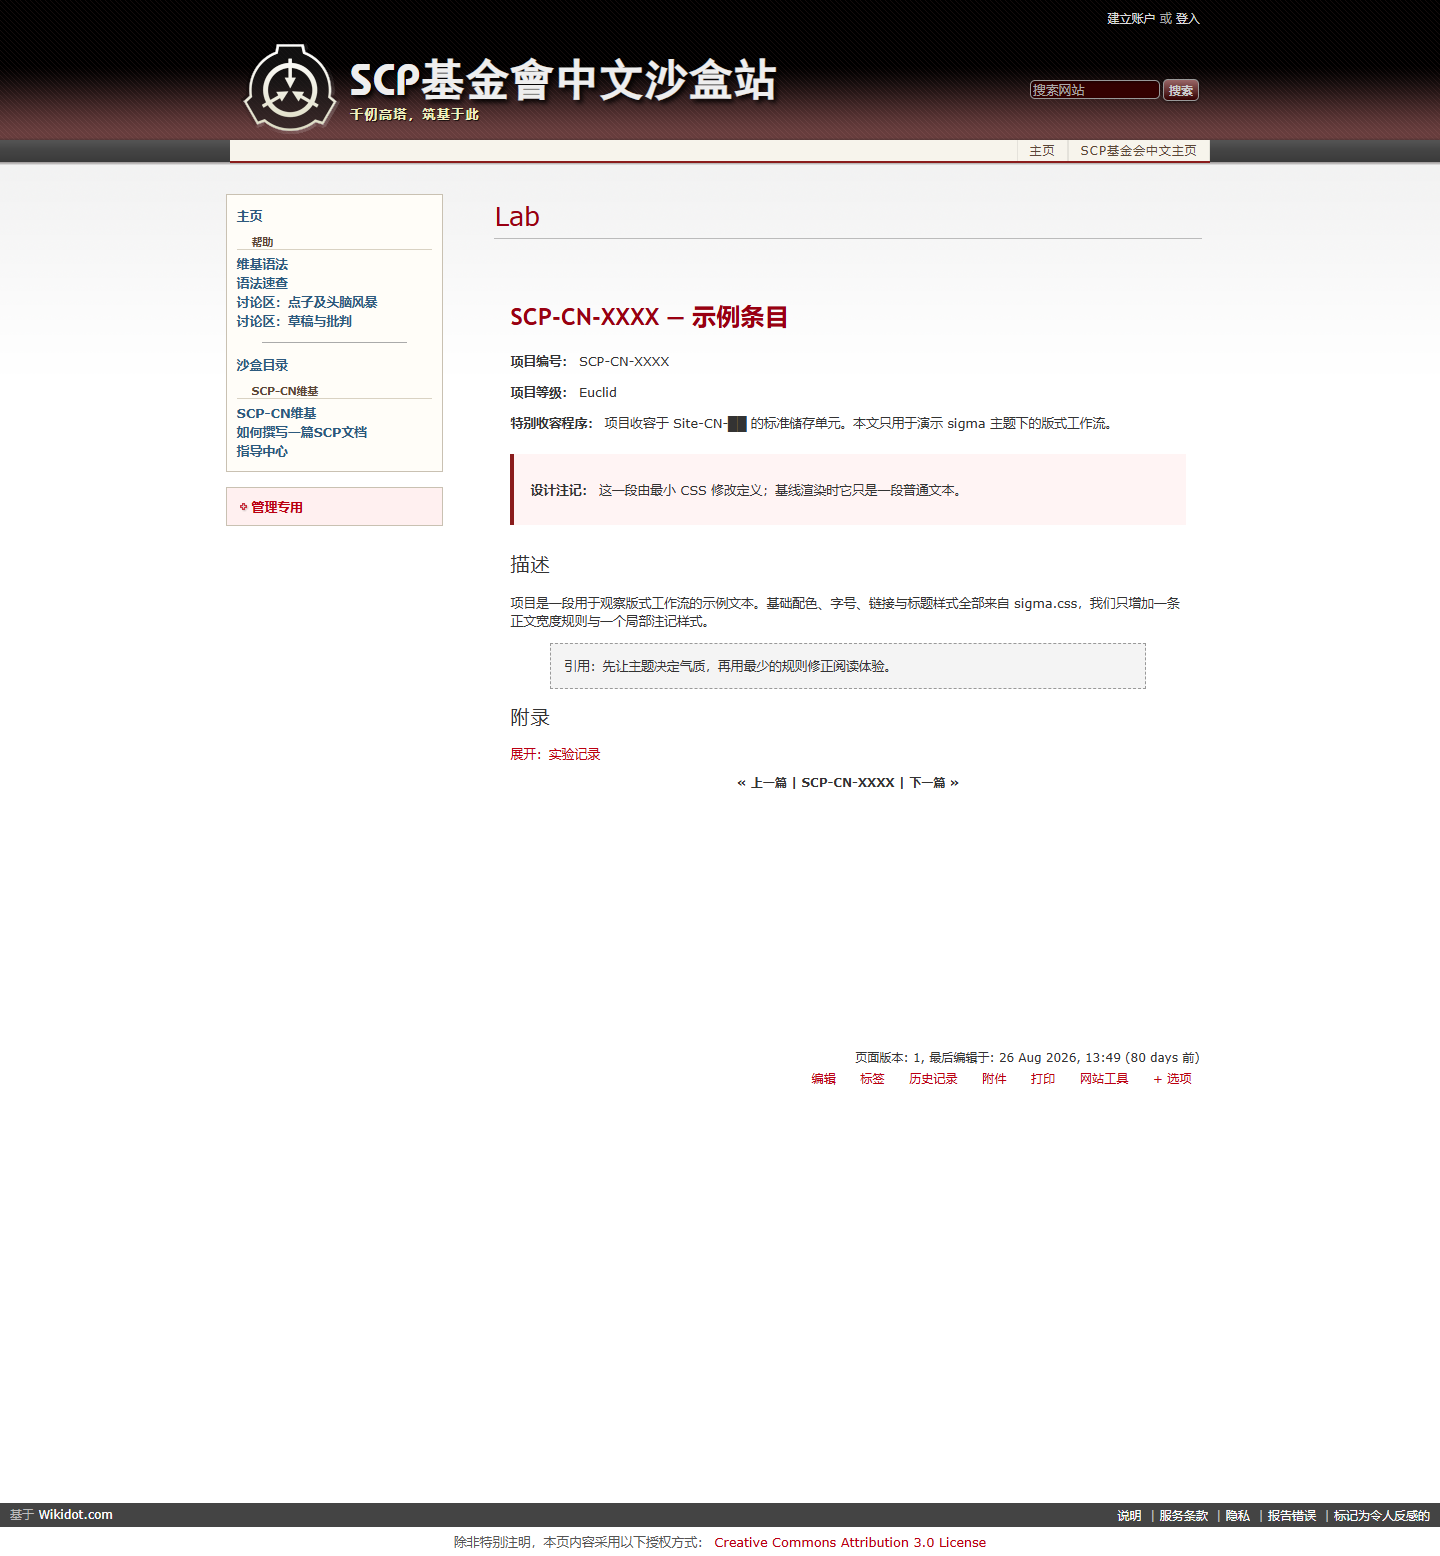 建立账户 或 登入
SCP基金會中文沙盒站
千仞高塔，筑基于此
搜索网站 搜索
主页 SCP基金会中文主页
主页
帮助
维基语法
语法速查
讨论区：点子及头脑风暴
讨论区：草稿与批判
沙盒目录
SCP-CN维基
SCP-CN维基
如何撰写一篇SCP文档
指导中心
管理专用
Lab
SCP-CN-XXXX — 示例条目
项目编号： SCP-CN-XXXX
项目等级： Euclid
特别收容程序： 项目收容于 Site-CN-██ 的标准储存单元。本文只用于演示 sigma 主题下的版式工作流。
设计注记： 这一段由最小 CSS 修改定义；基线渲染时它只是一段普通文本。
描述
项目是一段用于观察版式工作流的示例文本。基础配色、字号、链接与标题样式全部来自 sigma.css，我们只增加一条
正文宽度规则与一个局部注记样式。
引用：先让主题决定气质，再用最少的规则修正阅读体验。
附录
展开：实验记录
« 上一篇 | SCP-CN-XXXX | 下一篇 »
页面版本: 1, 最后编辑于: 26 Aug 2026, 13:49 (80 days 前)
编辑 标签 历史记录 附件 打印 网站工具 + 选项
基于 Wikidot.com
说明 | 服务条款 | 隐私 | 报告错误 | 标记为令人反感的
除非特别注明，本页内容采用以下授权方式： Creative Commons Attribution 3.0 License